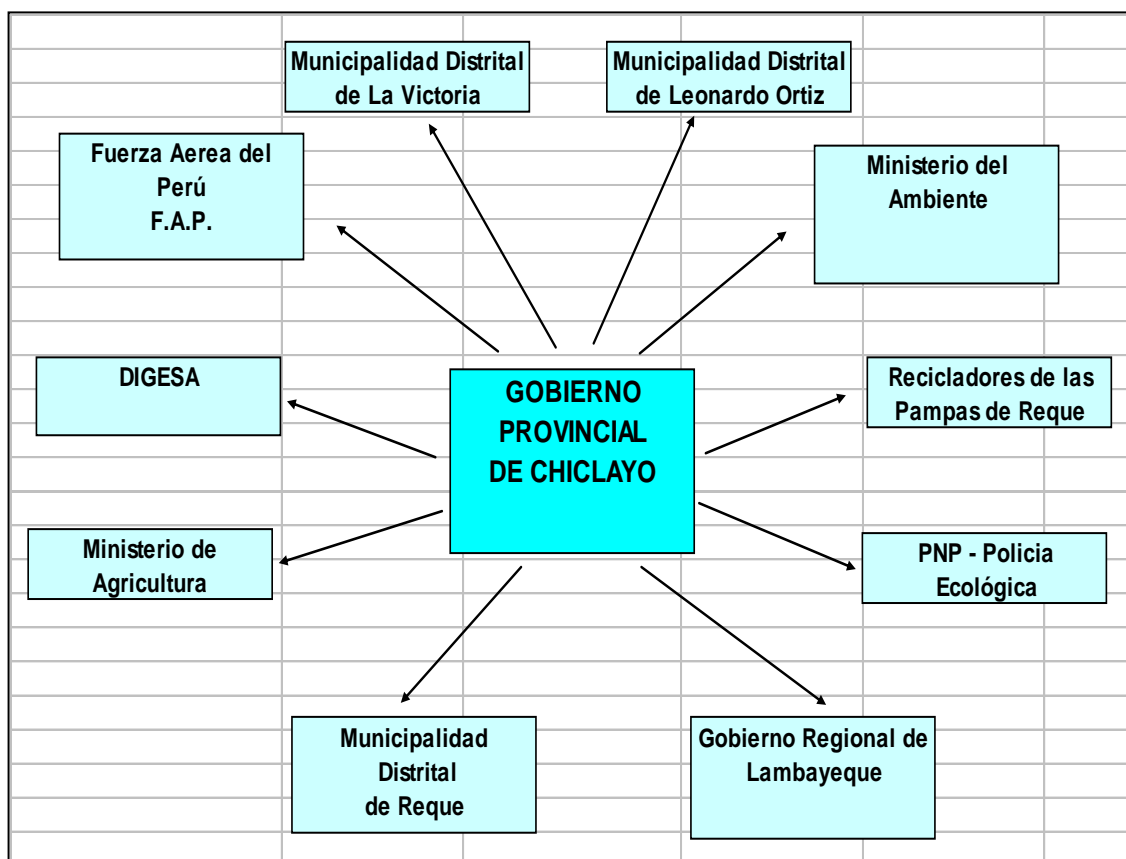 Municipalidad Distrital
de La Victoria
Municipalidad Distrital
de Leonardo Ortiz
Fuerza Aerea del
Perú
F.A.P.
Ministerio del
Ambiente
DIGESA
GOBIERNO
PROVINCIAL
DE CHICLAYO
Recicladores de las
Pampas de Reque
Ministerio de
Agricultura
PNP - Policia
Ecológica
Municipalidad
Distrital
de Reque
Gobierno Regional de
Lambayeque